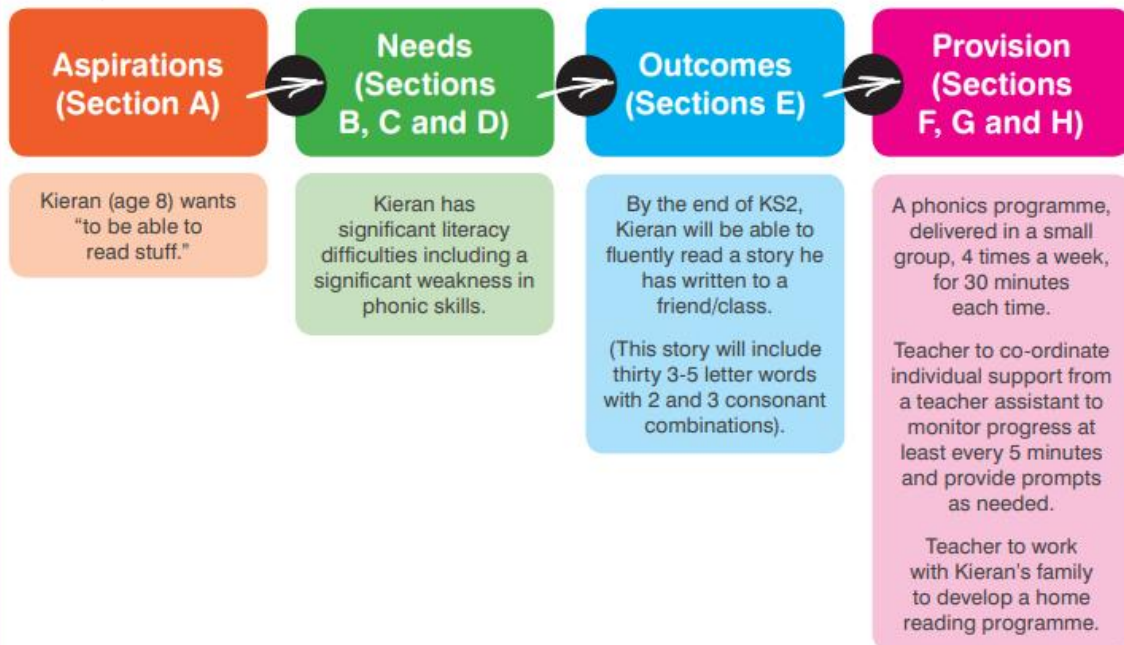 Aspirations
(Section A)
Needs
(Sections
B, C and D)
Outcomes
(Sections E)
Provision
(Sections
F, G and H)
Kieran (age 8) wants
“to be able to
read stuff.”
Kieran has
significant literacy
difficulties including a
significant weakness in
phonic skills.
By the end of KS2,
Kieran will be able to
fluently read a story he
has written to a
friend/class.
(This story will include
thirty 3-5 letter words
with 2 and 3 consonant
combinations).
A phonics programme,
delivered in a small
group, 4 times a week,
for 30 minutes
each time.
Teacher to co-ordinate
individual support from
a teacher assistant to
monitor progress at
least every 5 minutes
and provide prompts
as needed.
Teacher to work
with Kieran's family
to develop a home
reading programme.